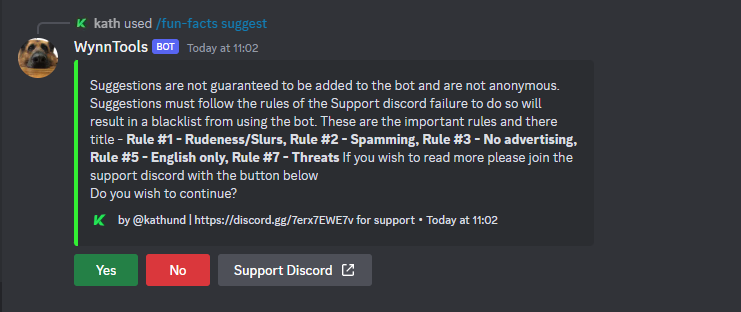 kath used /fun-facts suggest
WynnTools BOT Today at 11:02
Suggestions are not guaranteed to be added to the bot and are not anonymous.
Suggestions must follow the rules of the Support discord failure to do so will
result in a blacklist from using the bot. These are the important rules and there
title - Rule #1 - Rudeness/Slurs, Rule #2 - Spamming, Rule #3 - No advertising,
Rule #5 - English only, Rule #7 - Threats If you wish to read more please join the
support discord with the button below
Do you wish to continue?
by @kathund | https://discord.gg/7erx7EWE7v for support • Today at 11:02
Yes No Support Discord